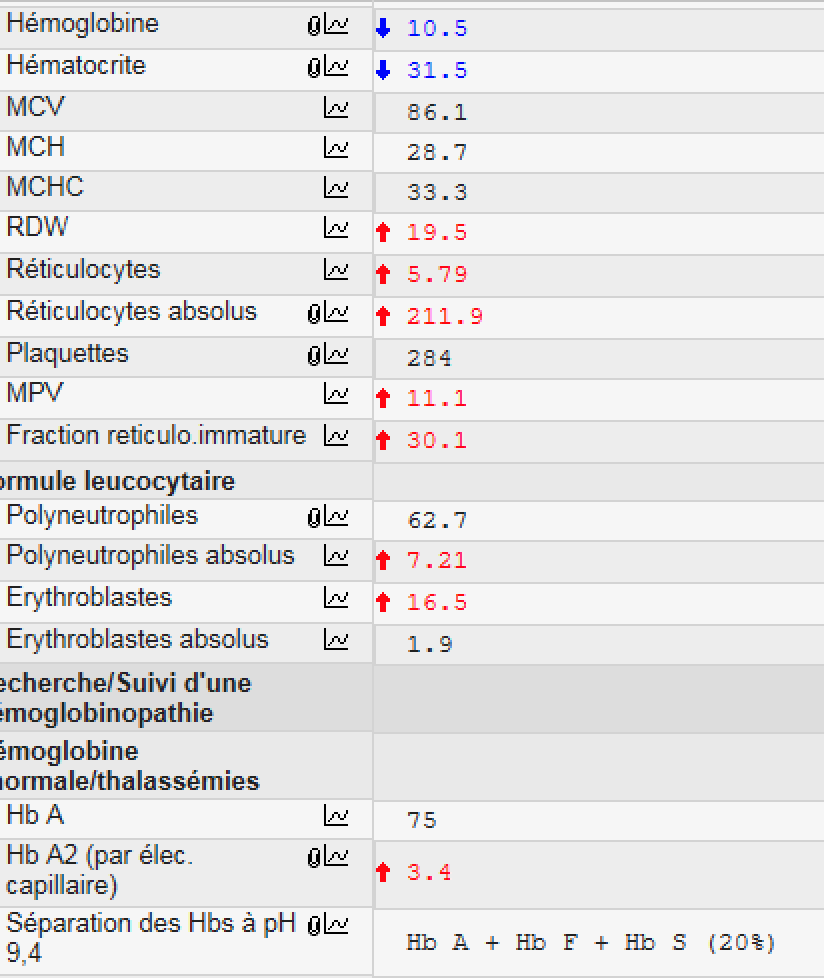 Hémoglobine 10.5
Hématocrite 31.5
MCV 86.1
MCH 28.7
MCHC 33.3
RDW 19.5
Réticulocytes 5.79
Réticulocytes absolus 211.9
Plaquettes 284
MPV 11.1
Fraction reticulo.immature 30.1
ormule leucocytaire
Polyneutrophiles 62.7
Polyneutrophiles absolus 7.21
Erythroblastes 16.5
Erythroblastes absolus 1.9
echerche/Suivi d'une
émoglobinopathie
émoglobine
normale/thalassémies
Hb A 75
Hb A2 (par élec.
capillaire) 3.4
Séparation des Hbs à pH
9,4 Hb A + Hb F + Hb S (20%)